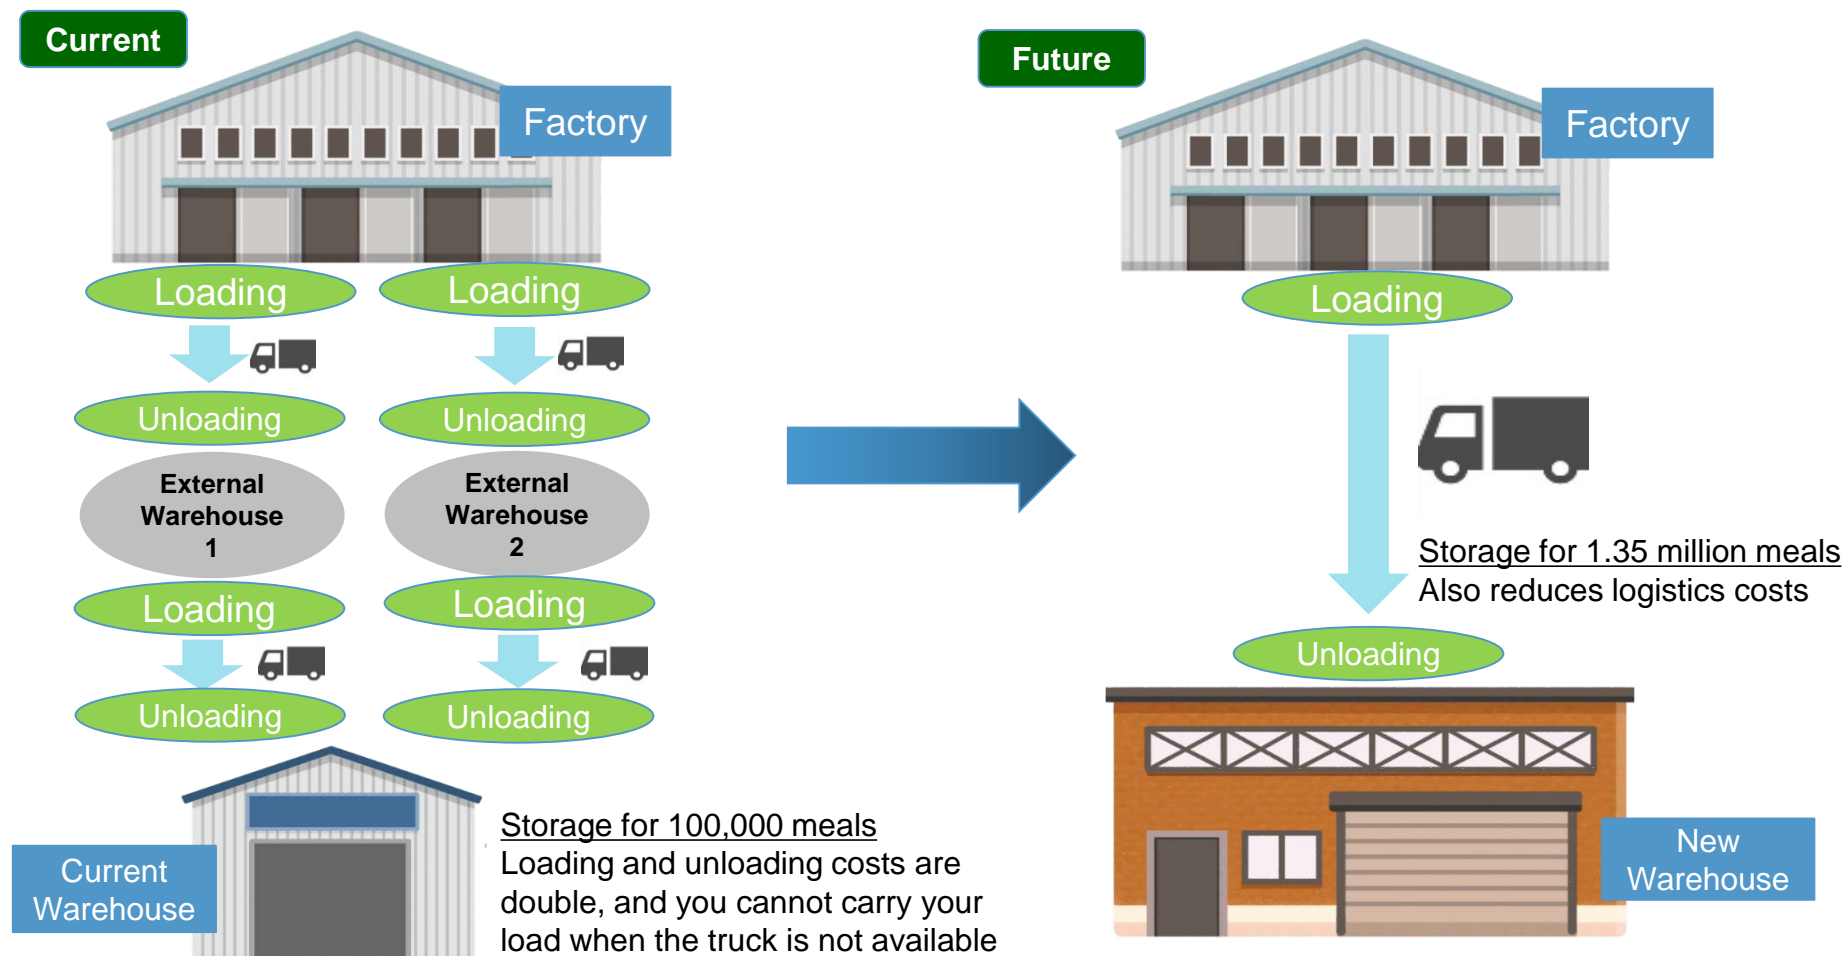 Current
Factory
Loading
Loading
Unloading
Unloading
External
Warehouse
1
External
Warehouse
2
Loading
Loading
Unloading
Unloading
Current
Warehouse
Storage for 100,000 meals
Loading and unloading costs are
double, and you cannot carry your
load when the truck is not available
Future
Factory
Loading
Storage for 1.35 million meals
Also reduces logistics costs
Unloading
New
Warehouse